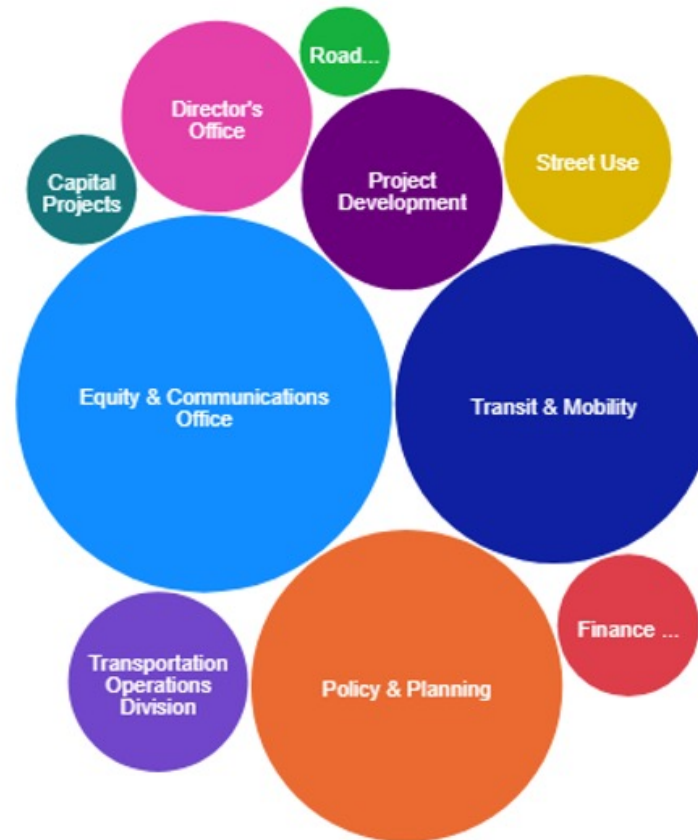 Road...
Director's
Office
Street Use
Capital
Projects
Project
Development
Equity & Communications
Office
Transit & Mobility
Finance ...
Transportation
Operations
Division
Policy & Planning